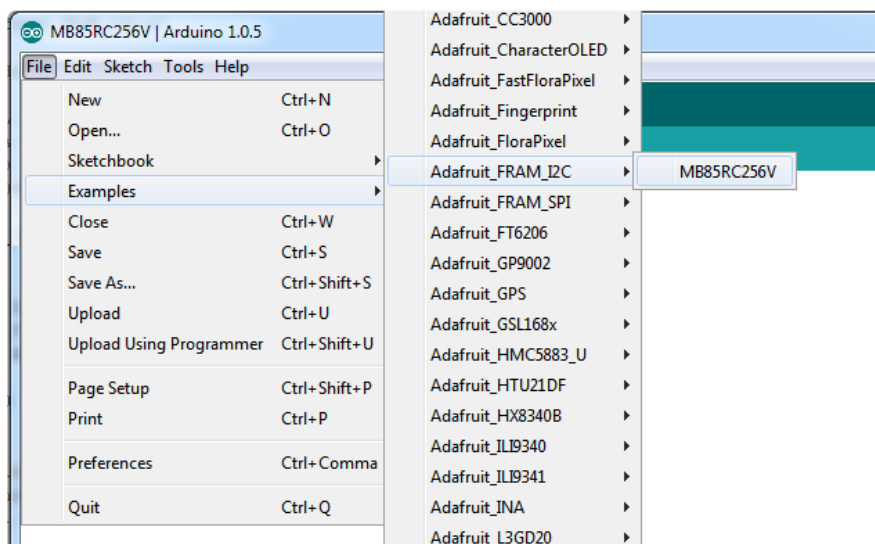 MB85RC256V | Arduino 1.0.5
File Edit Sketch Tools Help
New Ctrl+N
Open... Ctrl+O
Sketchbook
Examples
Close Ctrl+W
Save Ctrl+S
Save As... Ctrl+Shift+S
Upload Ctrl+U
Upload Using Programmer Ctrl+Shift+U
Page Setup Ctrl+Shift+P
Print Ctrl+P
Preferences Ctrl+Comma
Quit Ctrl+Q
Adafruit_CC3000
Adafruit_CharacterOLED
Adafruit_FastFloraPixel
Adafruit_Fingerprint
Adafruit_FloraPixel
Adafruit_FRAM_I2C
Adafruit_FRAM_SPI
Adafruit_FT6206
Adafruit_GP9002
Adafruit_GPS
Adafruit_GSL168x
Adafruit_HMC5883_U
Adafruit_HTU21DF
Adafruit_HX8340B
Adafruit_ILI9340
Adafruit_ILI9341
Adafruit_INA
Adafruit_L3GD20
MB85RC256V